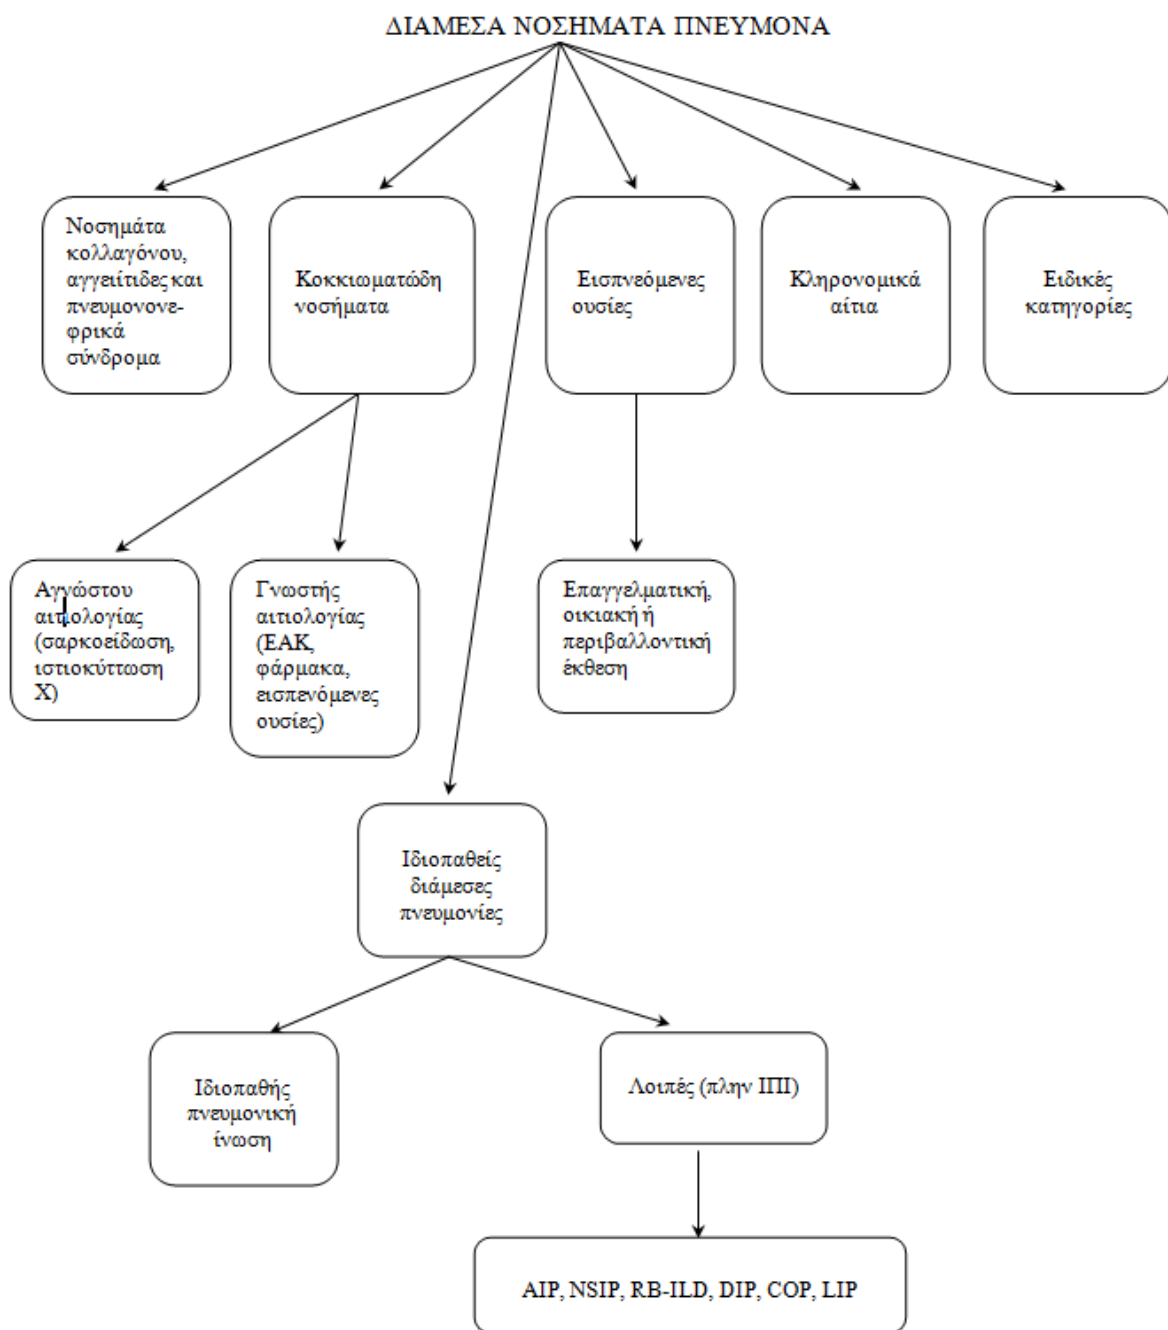 ΔΙΑΜΕΣΑ ΝΟΣΗΜΑΤΑ ΠΝΕΥΜΟΝΑ
Νοσημάτα
κολλαγόνου,
αγγειίτιδες και
πνευμονονε-
φρικά
σύνδρομα
Κοκκιωματώδη
νοσήματα
Εισπνεόμενες
ουσίες
Κληρονομικά
αίτια
Ειδικές
κατηγορίες
Αγνώστου
αιτιολογίας
(σαρκοείδωση,
ιστιοκύττωση
Χ)
Γνωστής
αιτιολογίας
(ΕΑΚ,
φάρμακα,
εισπενόμενες
ουσίες)
Επαγγελματική,
οικιακή ή
περιβαλλοντική
έκθεση
Ιδιοπαθείς
διάμεσες
πνευμονίες
Ιδιοπαθής
πνευμονική
ίνωση
Λοιπές (πλην ΙΠΙ)
AIP, NSIP, RB-ILD, DIP, COP, LIP